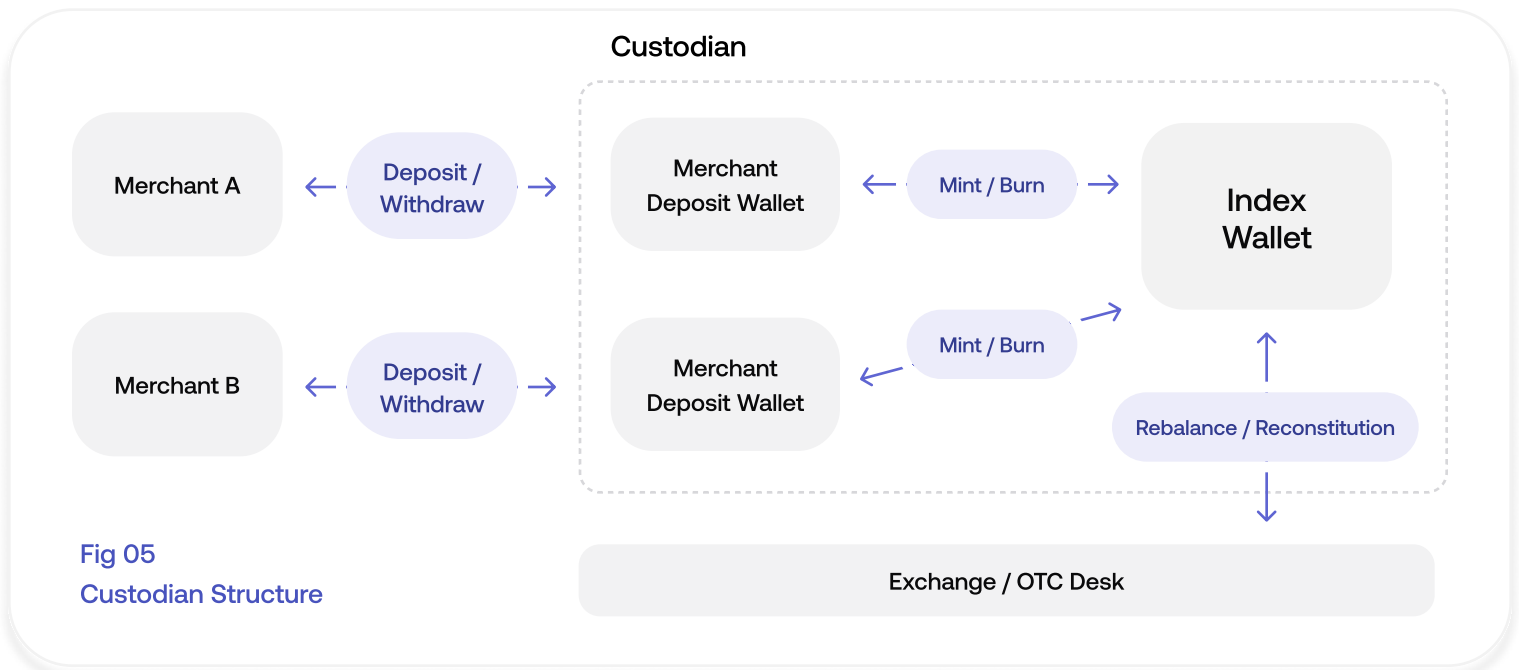 Custodian
Merchant A
Deposit /
Withdraw
Merchant
Deposit Wallet
Mint / Burn
Index
Wallet
Merchant B
Deposit /
Withdraw
Merchant
Deposit Wallet
Mint / Burn
Rebalance / Reconstitution
Fig 05
Custodian Structure
Exchange / OTC Desk